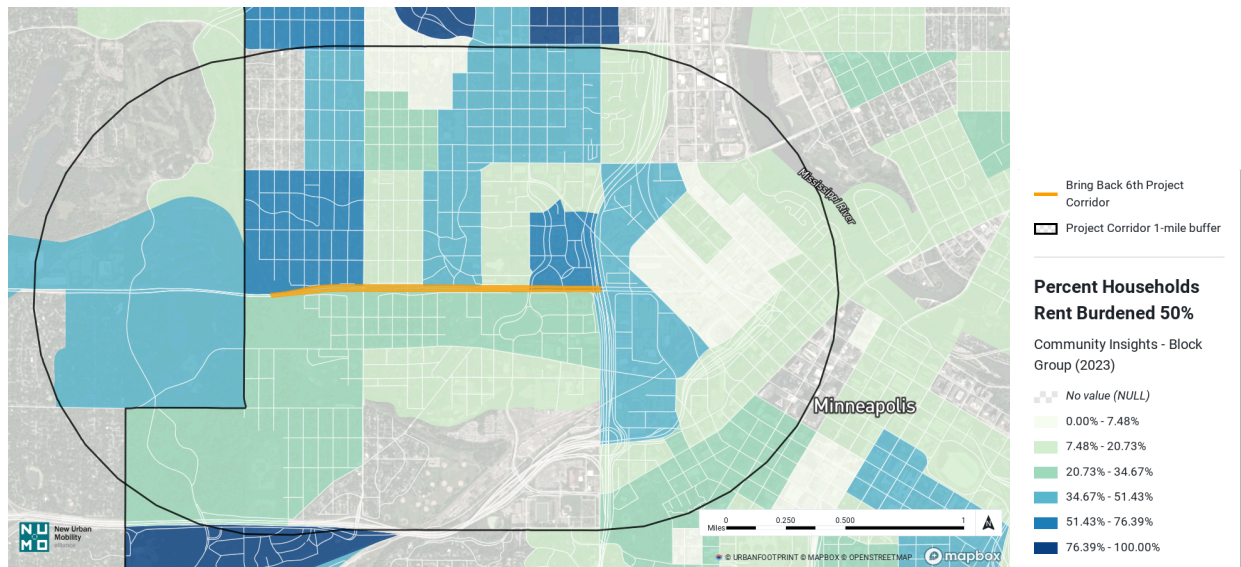 Mississippi River
Minneapolis
NU
MO
New Urban
Mobility
alliance
Miles 0 0.250 0.500 1
N
© URBANFOOTPRINT © MAPBOX © OPENSTREETMAP
mapbox
Bring Back 6th Project
Corridor
Project Corridor 1-mile buffer
Percent Households
Rent Burdened 50%
Community Insights - Block
Group (2023)
No value (NULL)
0.00% - 7.48%
7.48% - 20.73%
20.73% - 34.67%
34.67% - 51.43%
51.43% - 76.39%
76.39% - 100.00%